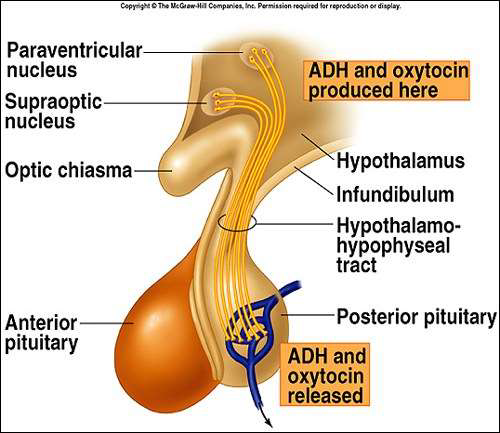 Copyright © The McGraw-Hill Companies, Inc. Permission required for reproduction or display.
Paraventricular
nucleus
ADH and oxytocin
produced here
Supraoptic
nucleus
Optic chiasma
Hypothalamus
Infundibulum
Hypothalamo-
hypophyseal
tract
Anterior
pituitary
Posterior pituitary
ADH and
oxytocin
released